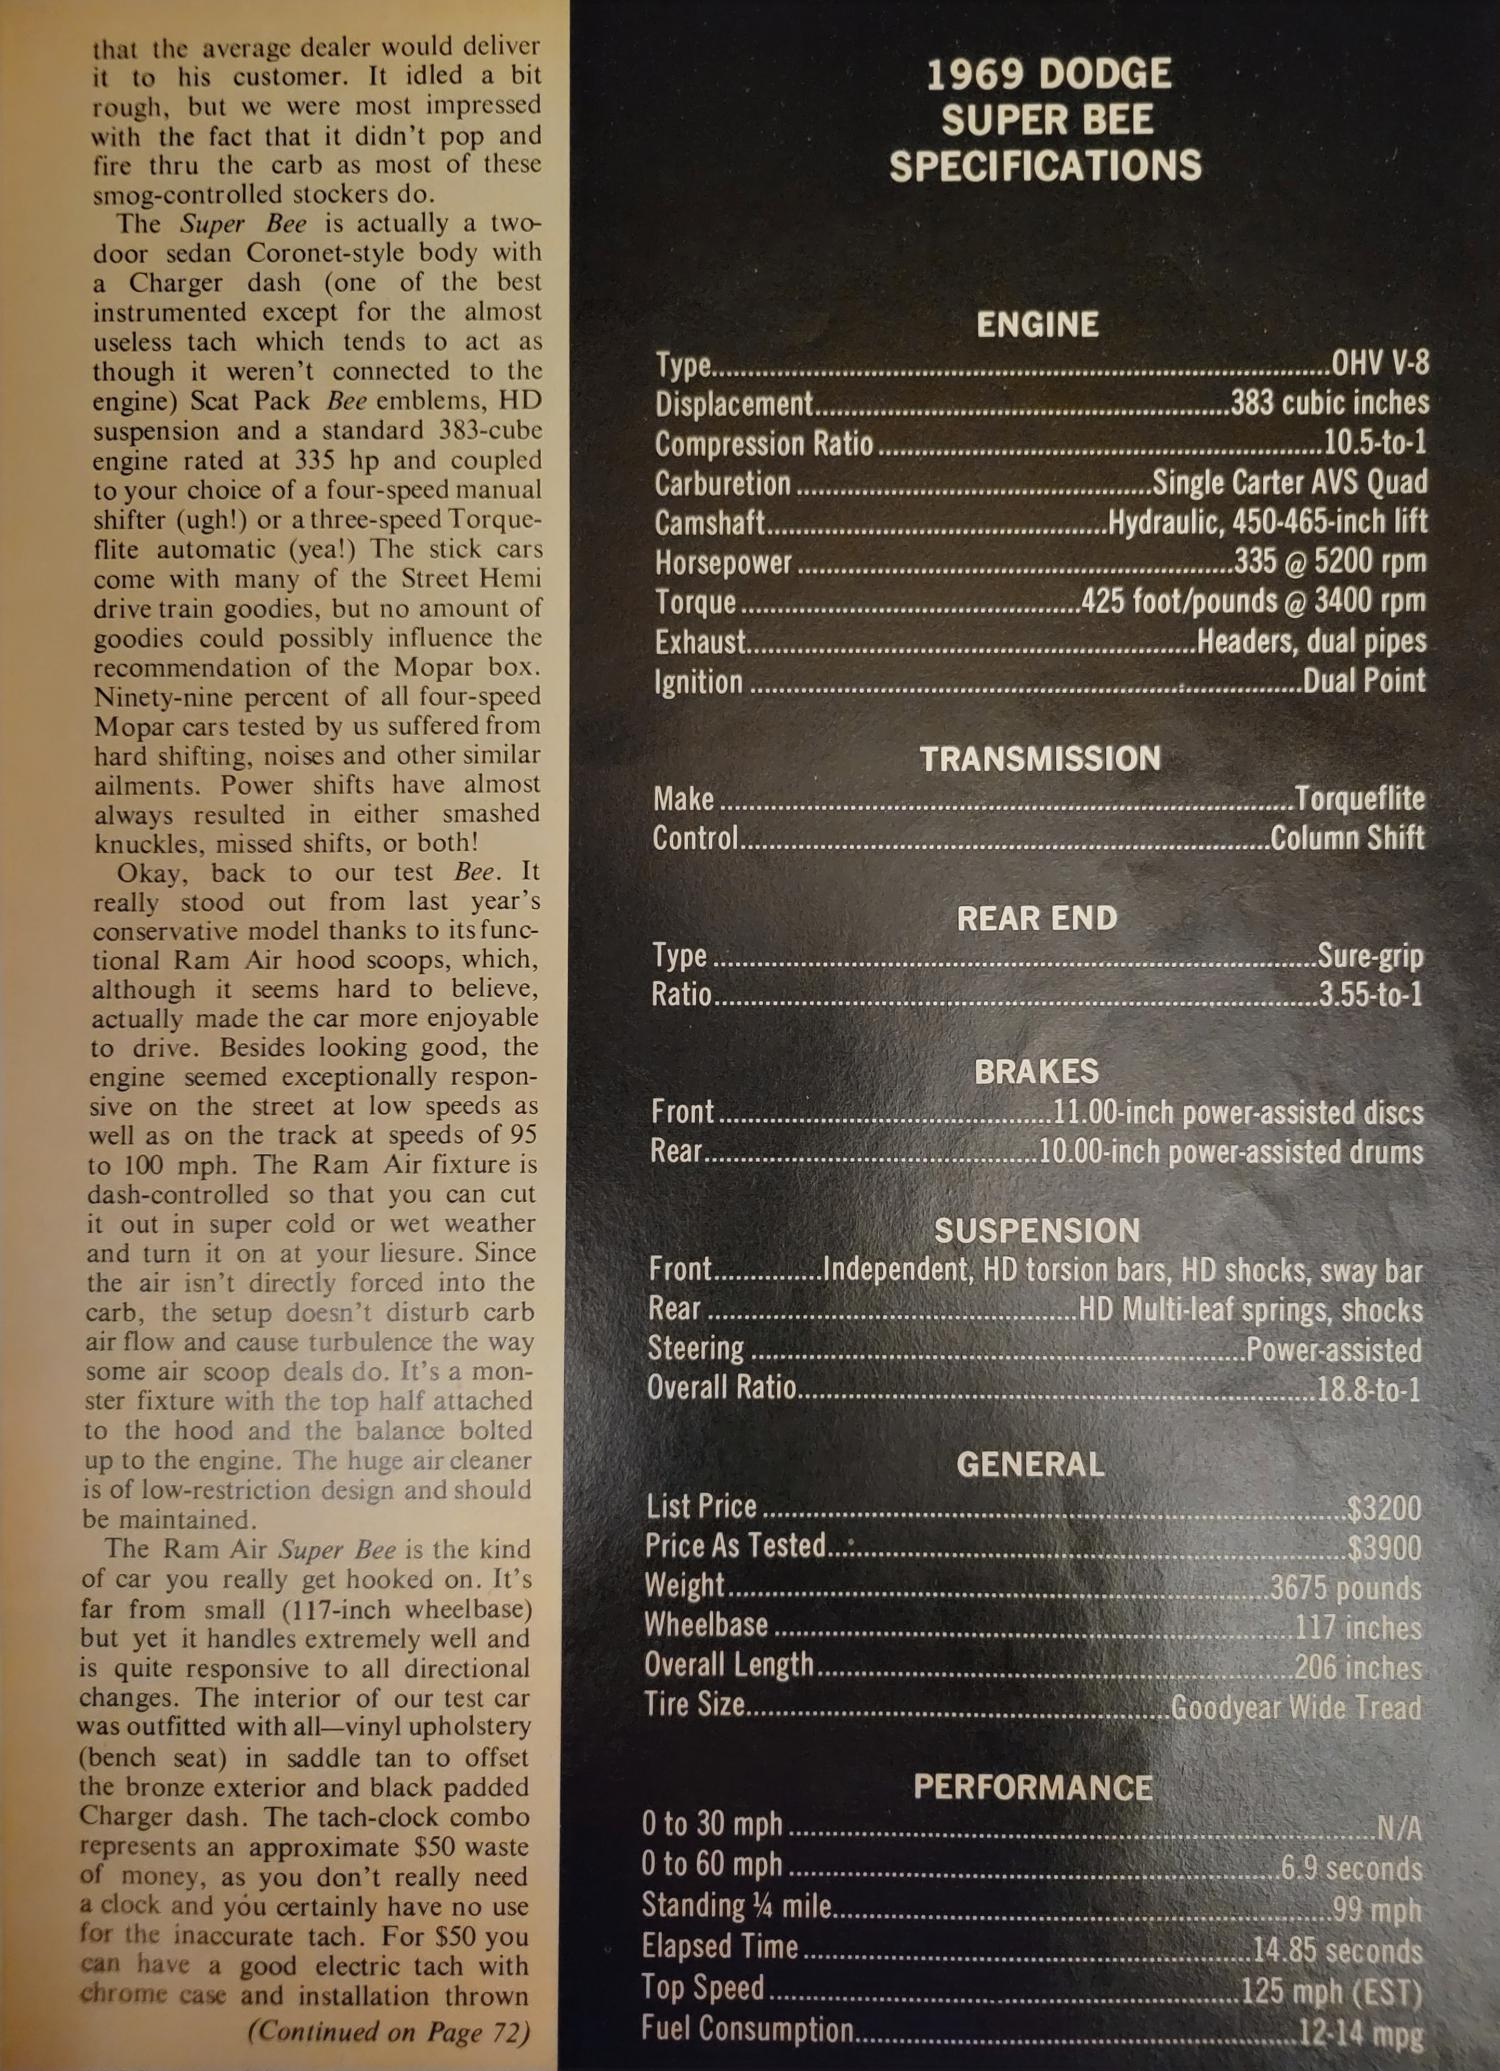 that the average dealer would deliver
it to his customer. It idled a bit
rough, but we were most impressed
with the fact that it didn't pop and
fire thru the carb as most of these
smog-controlled stockers do.
The Super Bee is actually a two-
door sedan Coronet-style body with
a Charger dash (one of the best
instrumented except for the almost
useless tach which tends to act as
though it weren't connected to the
engine) Scat Pack Bee emblems, HD
suspension and a standard 383-cube
engine rated at 335 hp and coupled
to your choice of a four-speed manual
shifter (ugh!) or a three-speed Torque-
flite automatic (yea!) The stick cars
come with many of the Street Hemi
drive train goodies, but no amount of
goodies could possibly influence the
recommendation of the Mopar box.
Ninety-nine percent of all four-speed
Mopar cars tested by us suffered from
hard shifting, noises and other similar
ailments. Power shifts have almost
always resulted in either smashed
knuckles, missed shifts, or both!
Okay, back to our test Bee. It
really stood out from last year's
conservative model thanks to its func-
tional Ram Air hood scoops, which,
although it seems hard to believe,
actually made the car more enjoyable
to drive. Besides looking good, the
engine seemed exceptionally respon-
sive on the street at low speeds as
well as on the track at speeds of 95
to 100 mph. The Ram Air fixture is
dash-controlled so that you can cut
it out in super cold or wet weather
and turn it on at your liesure. Since
the air isn't directly forced into the
carb, the setup doesn't disturb carb
air flow and cause turbulence the way
some air scoop deals do. It's a mon-
ster fixture with the top half attached
to the hood and the balance bolted
up to the engine. The huge air cleaner
is of low-restriction design and should
be maintained.
The Ram Air Super Bee is the kind
of car you really get hooked on. It's
far from small (117-inch wheelbase)
but yet it handles extremely well and
is quite responsive to all directional
changes. The interior of our test car
was outfitted with all—vinyl upholstery
(bench seat) in saddle tan to offset
the bronze exterior and black padded
Charger dash. The tach-clock combo
represents an approximate $50 waste
of money, as you don't really need
a clock and you certainly have no use
for the inaccurate tach. For $50 you
can have a good electric tach with
chrome case and installation thrown
(Continued on Page 72)
1969 DODGE
SUPER BEE
SPECIFICATIONS
ENGINE
Type....................OHV V-8
Displacement....................383 cubic inches
Compression Ratio....................10.5-to-1
Carburetion....................Single Carter AVS Quad
Camshaft....................Hydraulic, 450-465-inch lift
Horsepower....................335 @ 5200 rpm
Torque....................425 foot/pounds @ 3400 rpm
Exhaust....................Headers, dual pipes
Ignition....................Dual Point
TRANSMISSION
Make....................Torqueflite
Control....................Column Shift
REAR END
Type....................Sure-grip
Ratio....................3.55-to-1
BRAKES
Front....................11.00-inch power-assisted discs
Rear....................10.00-inch power-assisted drums
SUSPENSION
Front..............Independent, HD torsion bars, HD shocks, sway bar
Rear....................HD Multi-leaf springs, shocks
Steering....................Power-assisted
Overall Ratio....................18.8-to-1
GENERAL
List Price....................$3200
Price As Tested....................$3900
Weight....................3675 pounds
Wheelbase....................117 inches
Overall Length....................206 inches
Tire Size....................Goodyear Wide Tread
PERFORMANCE
0 to 30 mph....................N/A
0 to 60 mph....................6.9 seconds
Standing ¼ mile....................99 mph
Elapsed Time....................14.85 seconds
Top Speed....................125 mph (EST)
Fuel Consumption....................12-14 mpg